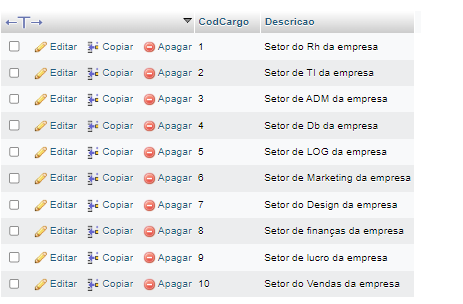 CodCargo Descricao
Editar Copiar Apagar 1 Setor do Rh da empresa
Editar Copiar Apagar 2 Setor de TI da empresa
Editar Copiar Apagar 3 Setor de ADM da empresa
Editar Copiar Apagar 4 Setor de Db da empresa
Editar Copiar Apagar 5 Setor de LOG da empresa
Editar Copiar Apagar 6 Setor de Marketing da empresa
Editar Copiar Apagar 7 Setor do Design da empresa
Editar Copiar Apagar 8 Setor de finanças da empresa
Editar Copiar Apagar 9 Setor de lucro da empresa
Editar Copiar Apagar 10 Setor do Vendas da empresa